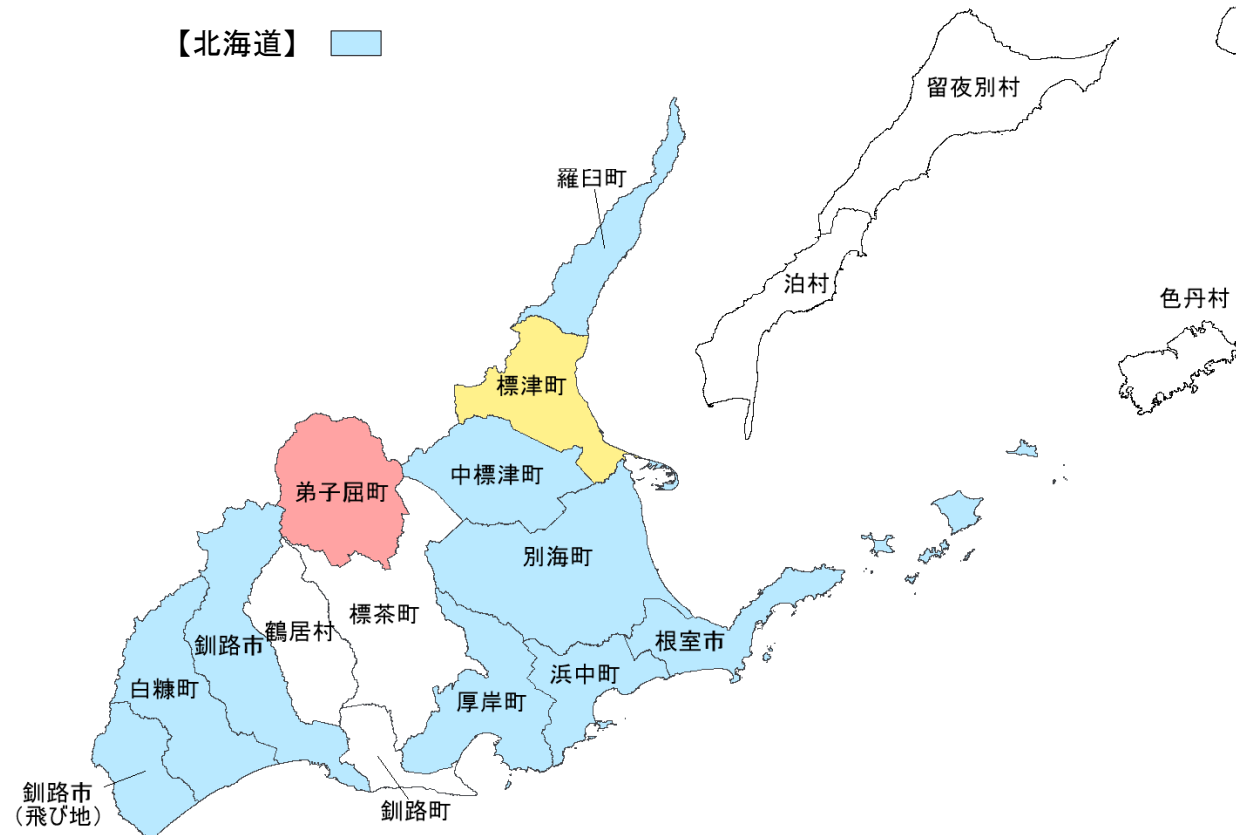 【北海道】
留夜別村
羅臼町
泊村
色丹村
標津町
中標津町
弟子屈町
別海町
標茶町
鶴居村
釧路市
根室市
浜中町
白糠町
厚岸町
釧路市
（飛び地）
釧路町